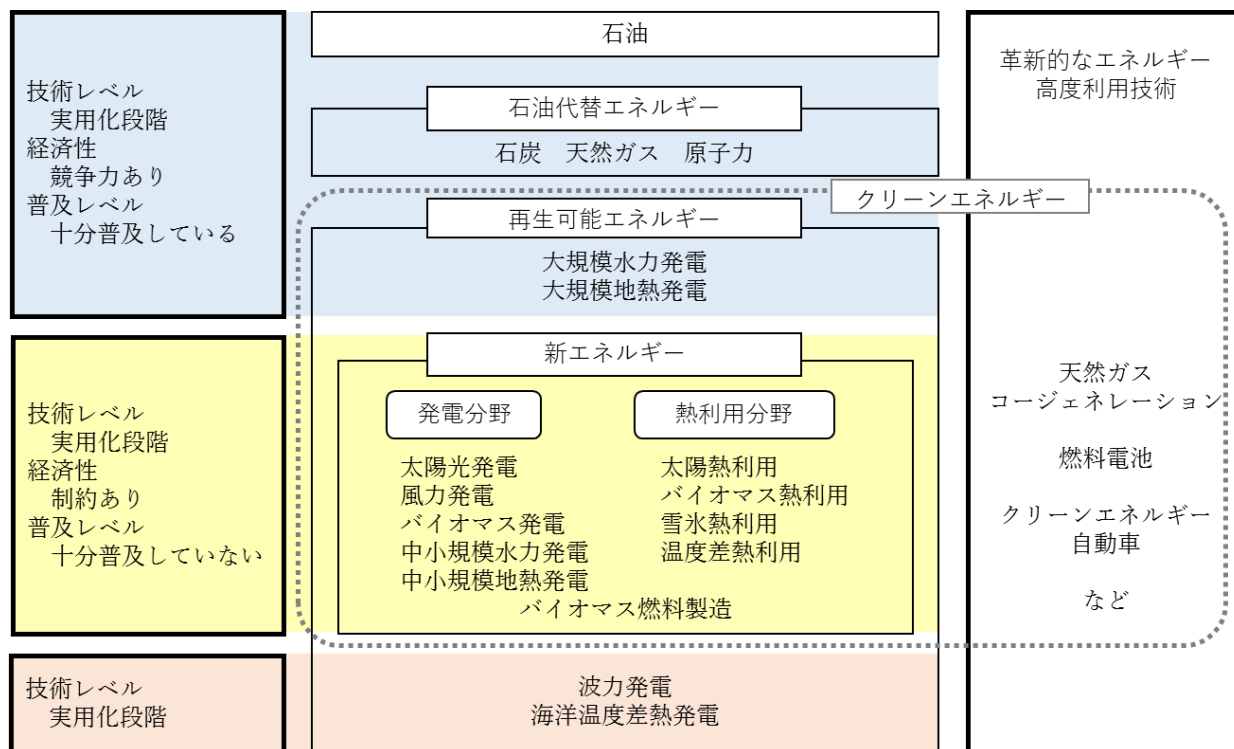 石油
革新的なエネルギー
高度利用技術
技術レベル
実用化段階
経済性
競争力あり
普及レベル
十分普及している
石油代替エネルギー
石炭　天然ガス　原子力
クリーンエネルギー
再生可能エネルギー
大規模水力発電
大規模地熱発電
技術レベル
実用化段階
経済性
制約あり
普及レベル
十分普及していない
新エネルギー
発電分野
太陽光発電
風力発電
バイオマス発電
中小規模水力発電
中小規模地熱発電
熱利用分野
太陽熱利用
バイオマス熱利用
雪氷熱利用
温度差熱利用
バイオマス燃料製造
天然ガス
コージェネレーション
燃料電池
クリーンエネルギー
自動車
など
技術レベル
実用化段階
波力発電
海洋温度差熱発電